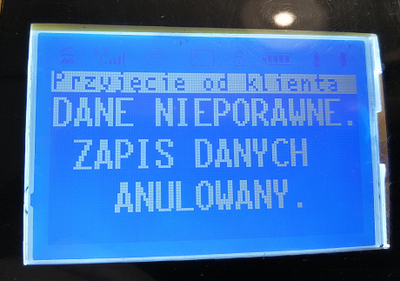 Przyjęcie od klienta
DANE NIEPORAWNE.
ZAPIS DANYCH
ANULOWANY.